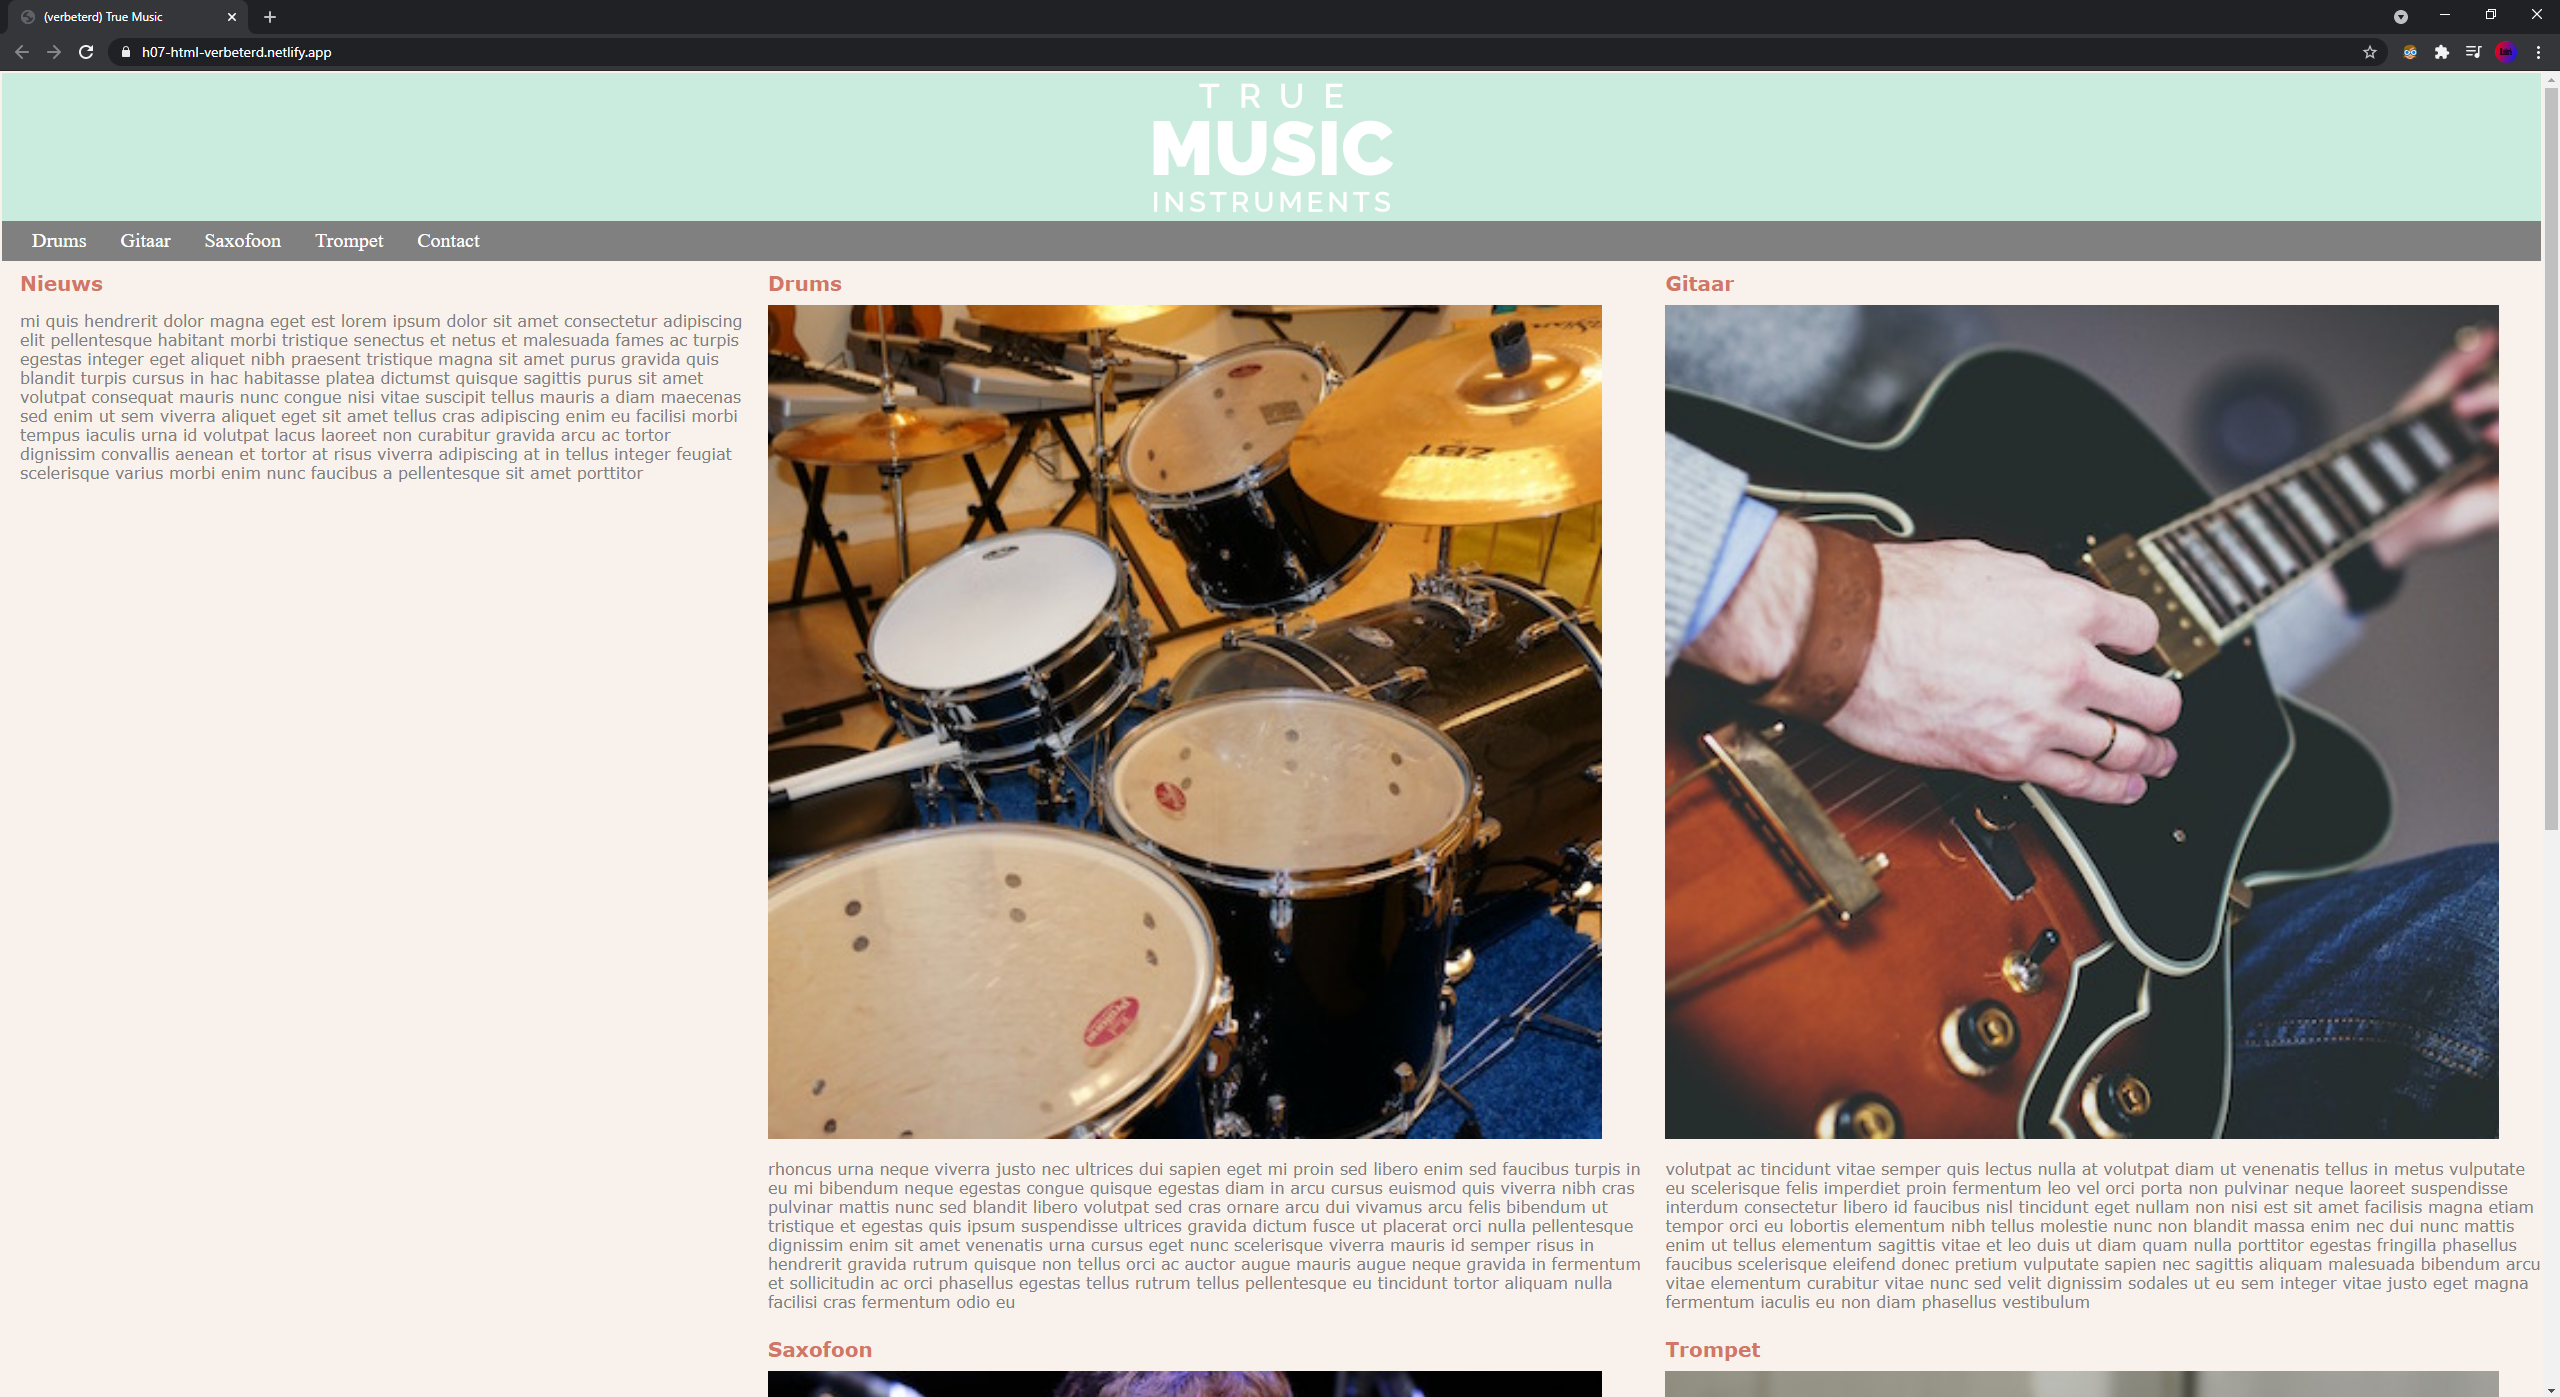 (verbeterd) True Music
h07-html-verbeterd.netlify.app
TRUE
MUSIC
INSTRUMENTS
Drums Gitaar Saxofoon Trompet Contact
Nieuws
mi quis hendrerit dolor magna eget est lorem ipsum dolor sit amet consectetur adipiscing
elit pellentesque habitant morbi tristique senectus et netus et malesuada fames ac turpis
egestas integer eget aliquet nibh praesent tristique magna sit amet purus gravida quis
blandit turpis cursus in hac habitasse platea dictumst quisque sagittis purus sit amet
volutpat consequat mauris nunc congue nisi vitae suscipit tellus mauris a diam maecenas
sed enim ut sem viverra aliquet eget sit amet tellus cras adipiscing enim eu facilisi morbi
tempus iaculis urna id volutpat lacus laoreet non curabitur gravida arcu ac tortor
dignissim convallis aenean et tortor at risus viverra adipiscing at in tellus integer feugiat
scelerisque varius morbi enim nunc faucibus a pellentesque sit amet porttitor
Drums
ZBT
rhoncus urna neque viverra justo nec ultrices dui sapien eget mi proin sed libero enim sed faucibus turpis in
eu mi bibendum neque egestas congue quisque egestas diam in arcu cursus euismod quis viverra nibh cras
pulvinar mattis nunc sed blandit libero volutpat sed cras ornare arcu dui vivamus arcu felis bibendum ut
tristique et egestas quis ipsum suspendisse ultrices gravida dictum fusce ut placerat orci nulla pellentesque
dignissim enim sit amet venenatis urna cursus eget nunc scelerisque viverra mauris id semper risus in
hendrerit gravida rutrum quisque non tellus orci ac auctor augue mauris augue neque gravida in fermentum
et sollicitudin ac orci phasellus egestas tellus rutrum tellus pellentesque eu tincidunt tortor aliquam nulla
facilisi cras fermentum odio eu
Gitaar
volutpat ac tincidunt vitae semper quis lectus nulla at volutpat diam ut venenatis tellus in metus vulputate
eu scelerisque felis imperdiet proin fermentum leo vel orci porta non pulvinar neque laoreet suspendisse
interdum consectetur libero id faucibus nisl tincidunt eget nullam non nisi est sit amet facilisis magna etiam
tempor orci eu lobortis elementum nibh tellus molestie nunc non blandit massa enim nec dui nunc mattis
enim ut tellus elementum sagittis vitae et leo duis ut diam quam nulla porttitor egestas fringilla phasellus
faucibus scelerisque eleifend donec pretium vulputate sapien nec sagittis aliquam malesuada bibendum arcu
vitae elementum curabitur vitae nunc sed velit dignissim sodales ut eu sem integer vitae justo eget magna
fermentum iaculis eu non diam phasellus vestibulum
Saxofoon
Trompet